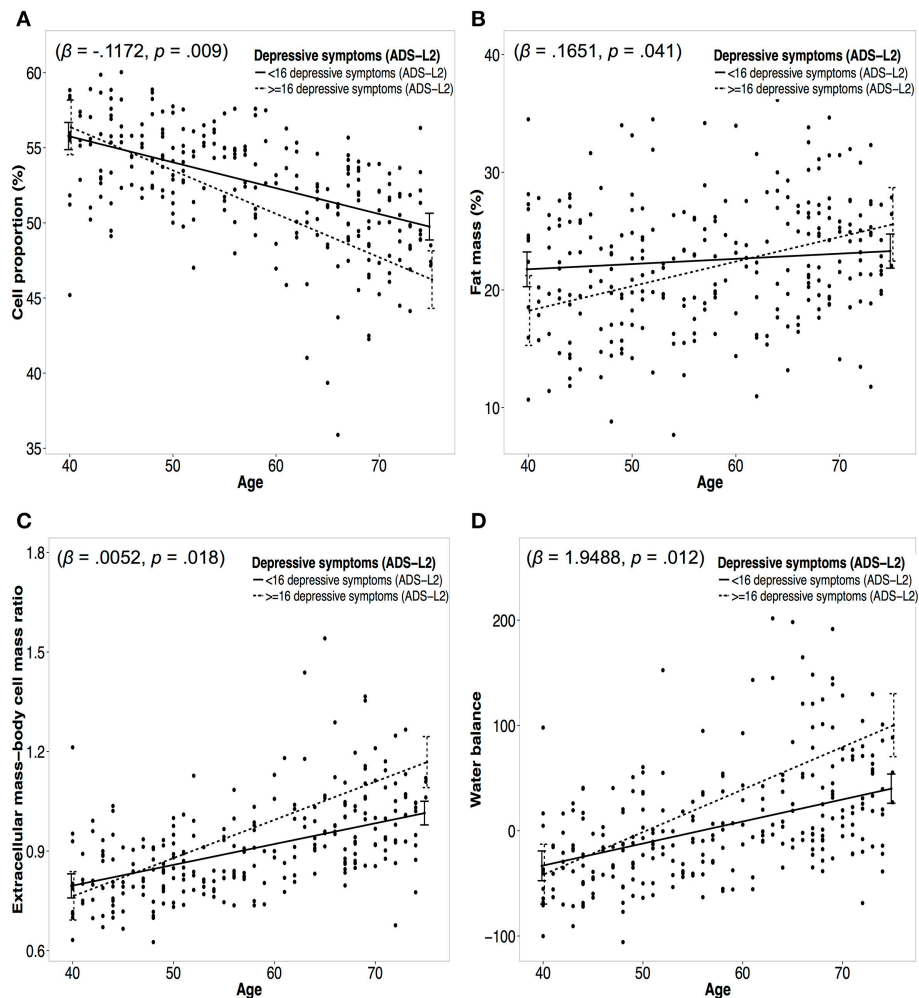 A
(β = -.1172, p = .009)
Depressive symptoms (ADS−L2)
<16 depressive symptoms (ADS−L2)
>=16 depressive symptoms (ADS−L2)
Cell proportion (%)
60
55
50
45
40
35
40 50 60 70
Age
B
(β = .1651, p = .041)
Depressive symptoms (ADS−L2)
<16 depressive symptoms (ADS−L2)
>=16 depressive symptoms (ADS−L2)
Fat mass (%)
40
30
20
10
40 50 60 70
Age
C
(β = .0052, p = .018)
Depressive symptoms (ADS−L2)
<16 depressive symptoms (ADS−L2)
>=16 depressive symptoms (ADS−L2)
Extracellular mass−body cell mass ratio
1.8
1.5
1.2
0.9
0.6
40 50 60 70
Age
D
(β = 1.9488, p = .012)
Depressive symptoms (ADS−L2)
<16 depressive symptoms (ADS−L2)
>=16 depressive symptoms (ADS−L2)
Water balance
200
100
0
−100
40 50 60 70
Age